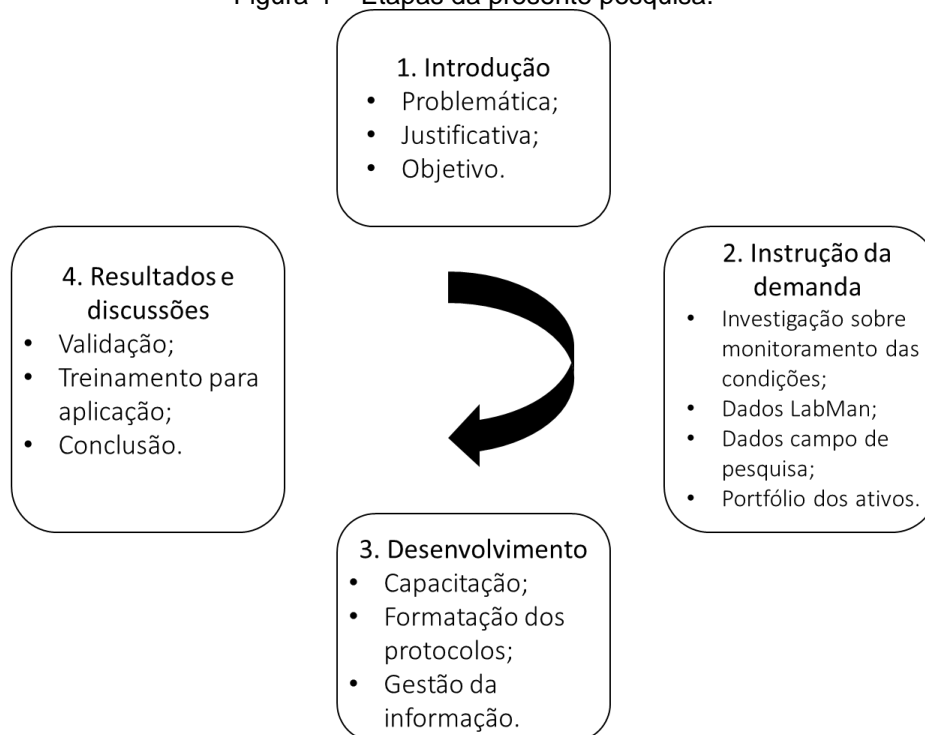 Figura 4 – Etapas da presente pesquisa.
1. Introdução
• Problemática;
• Justificativa;
• Objetivo.
2. Instrução da
demanda
• Investigação sobre
monitoramento das
condições;
• Dados LabMan;
• Dados campo de
pesquisa;
• Portfólio dos ativos.
3. Desenvolvimento
• Capacitação;
• Formatação dos
protocolos;
• Gestão da
informação.
4. Resultados e
discussões
• Validação;
• Treinamento para
aplicação;
• Conclusão.